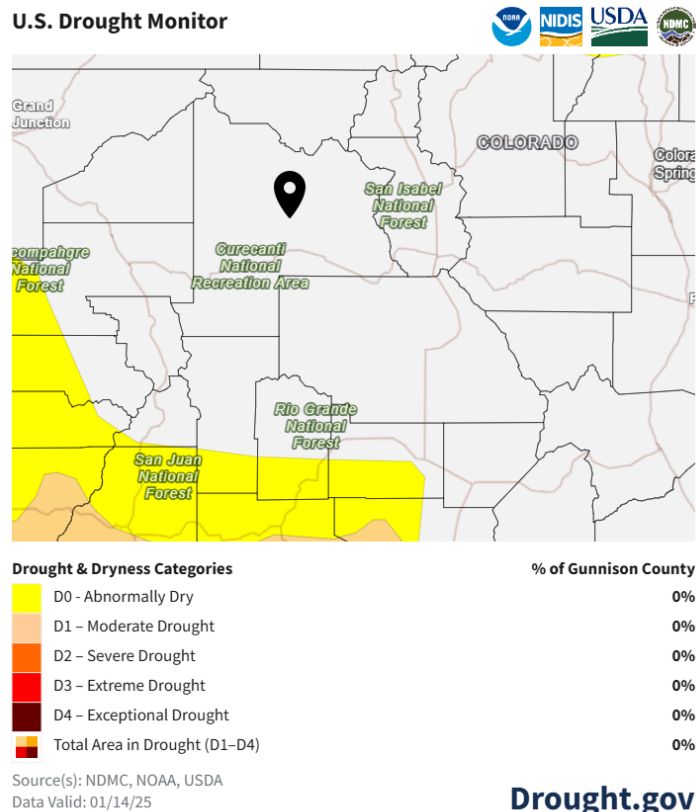 U.S. Drought Monitor
NOAA
NIDIS
USDA
NDMC
Grand
Junction
COLORADO
San Isabel
National
Forest
Curecanti
National
Recreation Area
compahgre
National
Forest
Colora
Spring
Rio Grande
National
Forest
San Juan
National
Forest
Drought & Dryness Categories % of Gunnison County
D0 - Abnormally Dry 0%
D1 – Moderate Drought 0%
D2 – Severe Drought 0%
D3 – Extreme Drought 0%
D4 – Exceptional Drought 0%
Total Area in Drought (D1–D4) 0%
Source(s): NDMC, NOAA, USDA
Data Valid: 01/14/25
Drought.gov